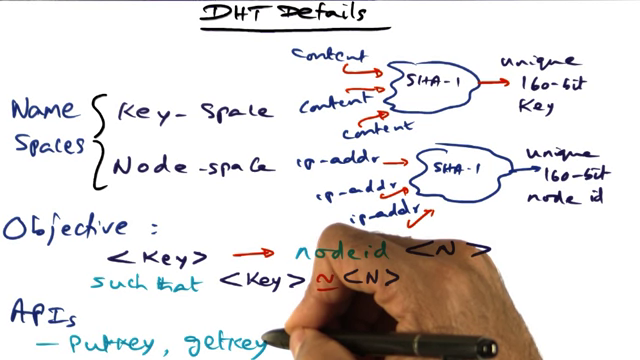 DHT Details
Name Spaces
Key-Space
content
content
content
SHA-1
unique
160-bit
Key
Node-space
ip-addr
ip-addr
ip-addr
SHA-1
unique
160-bit
node id
Objective :
<Key> → nodeid <N>
such that <Key> ≈ <N>
APIs
- putkey, getkey